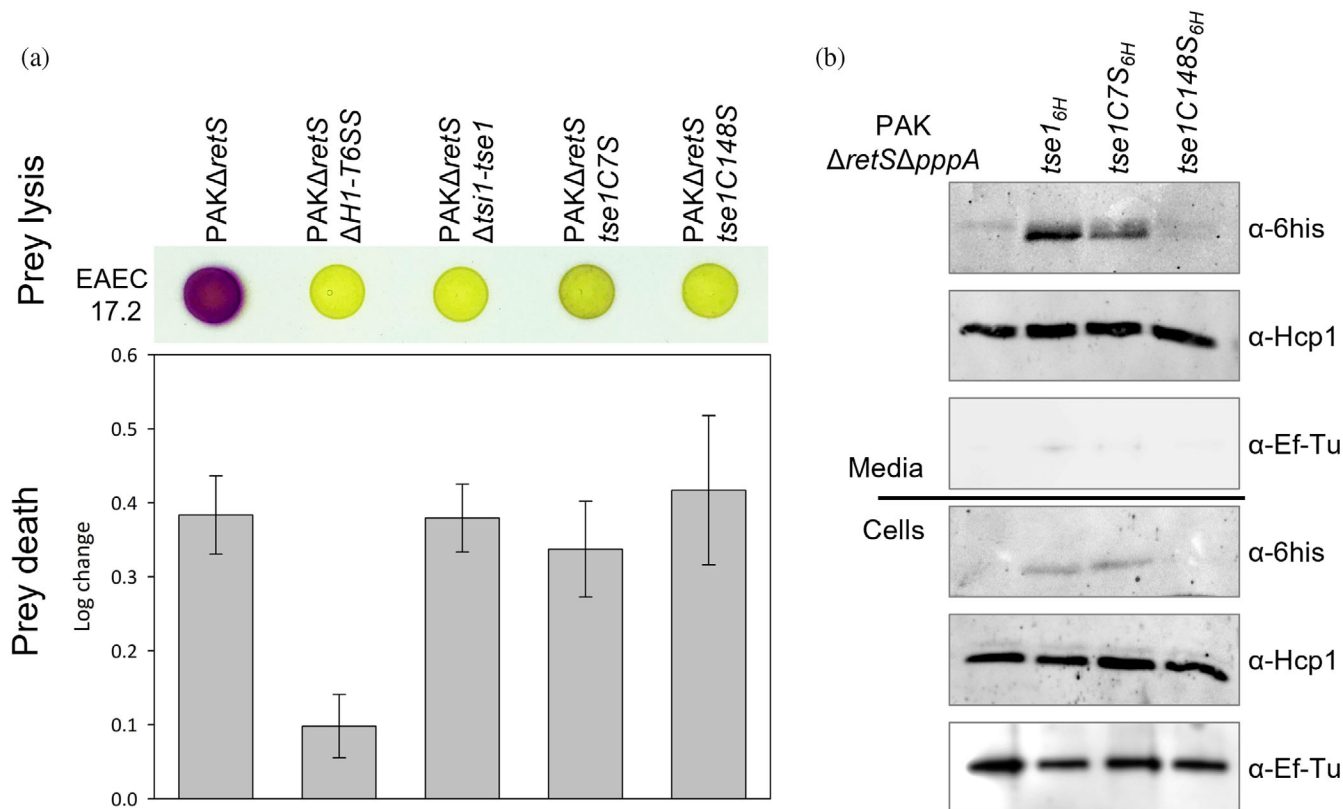 (a)
Prey lysis
PAKΔretS
PAKΔretS
ΔH1-T6SS
PAKΔretS
Δtsi1-tse1
PAKΔretS
tse1C7S
PAKΔretS
tse1C148S
EAEC
17.2
Prey death
Log change
0.6
0.5
0.4
0.3
0.2
0.1
0.0
(b)
PAK
ΔretSΔpppA
tse16H
tse1C7S6H
tse1C148S6H
α-6his
α-Hcp1
α-Ef-Tu
Media
Cells
α-6his
α-Hcp1
α-Ef-Tu